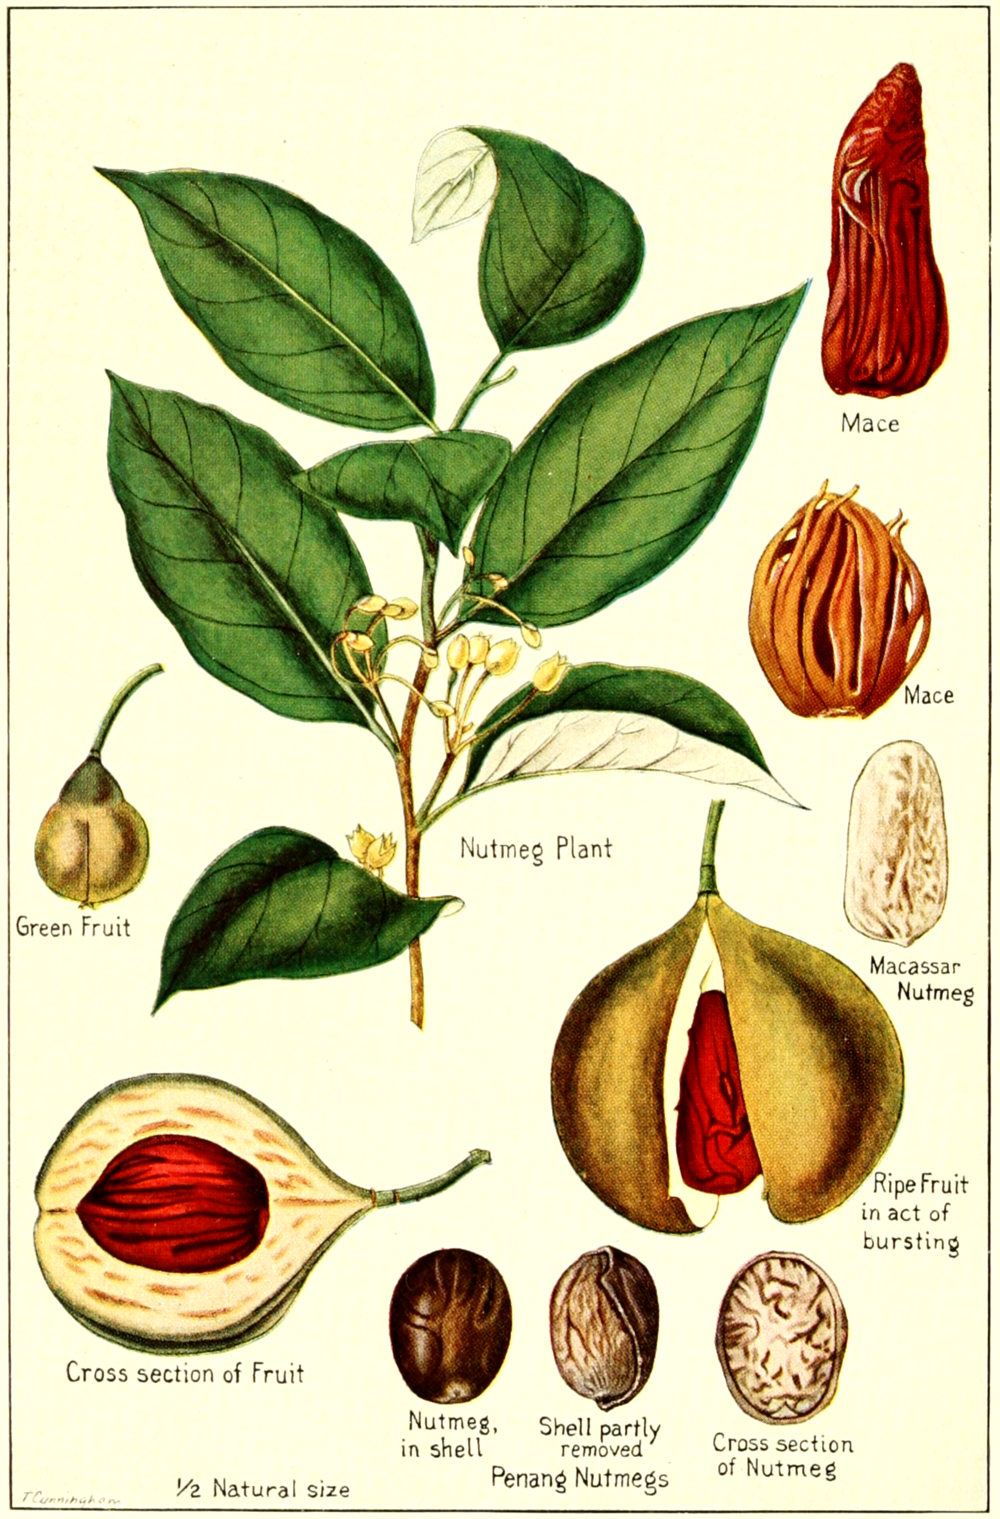 Mace
Mace
Nutmeg Plant
Green Fruit
Macassar
Nutmeg
Ripe Fruit
in act of
bursting
Cross section of Fruit
Nutmeg,
in shell
Shell partly
removed
Penang Nutmegs
Cross section
of Nutmeg
1/2 Natural size
T Cunningham